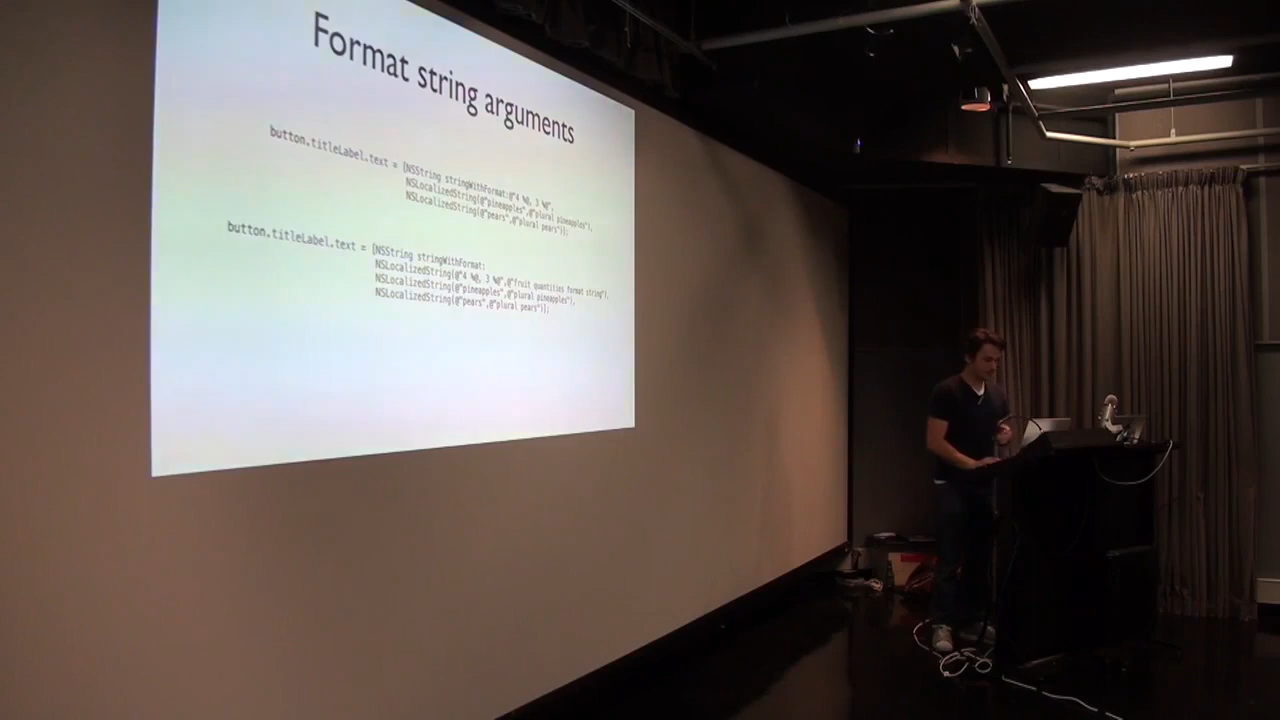 Format string arguments
button.titleLabel.text = [NSString stringWithFormat:@"4 %@, 3 %@",
NSLocalizedString(@"pineapples",@"plural pineapples"),
NSLocalizedString(@"pears",@"plural pears")];
button.titleLabel.text = [NSString stringWithFormat:
NSLocalizedString(@"4 %@, 3 %@",@"fruit quantities format string"),
NSLocalizedString(@"pineapples",@"plural pineapples"),
NSLocalizedString(@"pears",@"plural pears")];